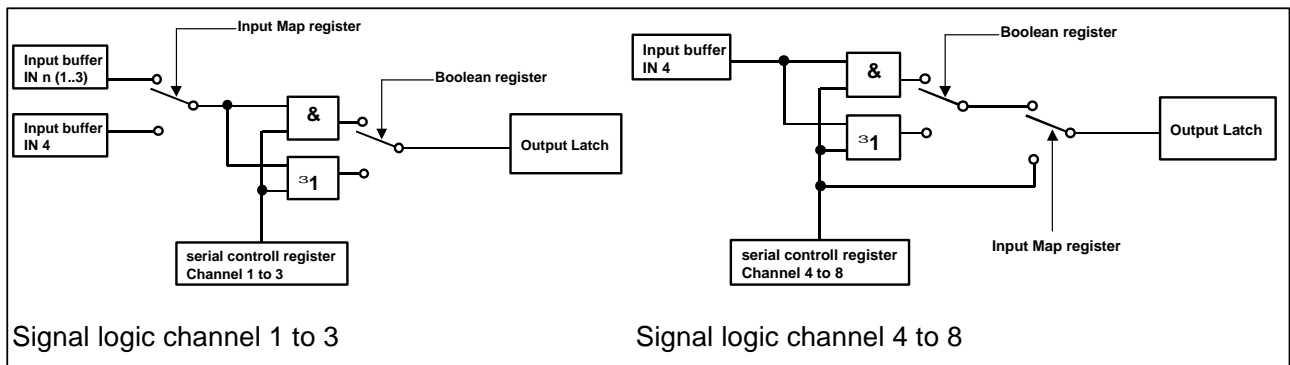 Input Map register
Input buffer
IN n (1..3)
Boolean register
&
Input buffer
IN 4
Output Latch
³1
serial controll register
Channel 1 to 3
Signal logic channel 1 to 3
Input buffer
IN 4
Boolean register
&
Output Latch
³1
Input Map register
serial controll register
Channel 4 to 8
Signal logic channel 4 to 8